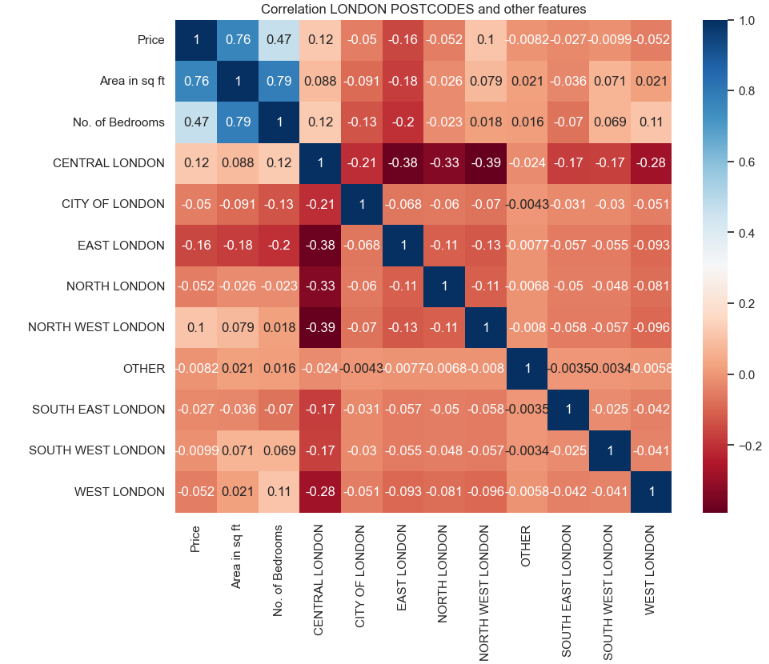 Correlation LONDON POSTCODES and other features
Price 1 0.76 0.47 0.12 -0.05 -0.16 -0.052 0.1 -0.0082 -0.027 -0.0099 -0.052
Area in sq ft 0.76 1 0.79 0.088 -0.091 -0.18 -0.026 0.079 0.021 -0.036 0.071 0.021
No. of Bedrooms 0.47 0.79 1 0.12 -0.13 -0.2 -0.023 0.018 0.016 -0.07 0.069 0.11
CENTRAL LONDON 0.12 0.088 0.12 1 -0.21 -0.38 -0.33 -0.39 -0.024 -0.17 -0.17 -0.28
CITY OF LONDON -0.05 -0.091 -0.13 -0.21 1 -0.068 -0.06 -0.07 -0.0043 -0.031 -0.03 -0.051
EAST LONDON -0.16 -0.18 -0.2 -0.38 -0.068 1 -0.11 -0.13 -0.0077 -0.057 -0.055 -0.093
NORTH LONDON -0.052 -0.026 -0.023 -0.33 -0.06 -0.11 1 -0.11 -0.0068 -0.05 -0.048 -0.081
NORTH WEST LONDON 0.1 0.079 0.018 -0.39 -0.07 -0.13 -0.11 1 -0.008 -0.058 -0.057 -0.096
OTHER -0.0082 0.021 0.016 -0.024 -0.0043 -0.0077 -0.0068 -0.008 1 -0.0035 -0.0034 -0.0058
SOUTH EAST LONDON -0.027 -0.036 -0.07 -0.17 -0.031 -0.057 -0.05 -0.058 -0.0035 1 -0.025 -0.042
SOUTH WEST LONDON -0.0099 0.071 0.069 -0.17 -0.03 -0.055 -0.048 -0.057 -0.0034 -0.025 1 -0.041
WEST LONDON -0.052 0.021 0.11 -0.28 -0.051 -0.093 -0.081 -0.096 -0.0058 -0.042 -0.041 1
Price
Area in sq ft
No. of Bedrooms
CENTRAL LONDON
CITY OF LONDON
EAST LONDON
NORTH LONDON
NORTH WEST LONDON
OTHER
SOUTH EAST LONDON
SOUTH WEST LONDON
WEST LONDON
1.0
0.8
0.6
0.4
0.2
0.0
−0.2